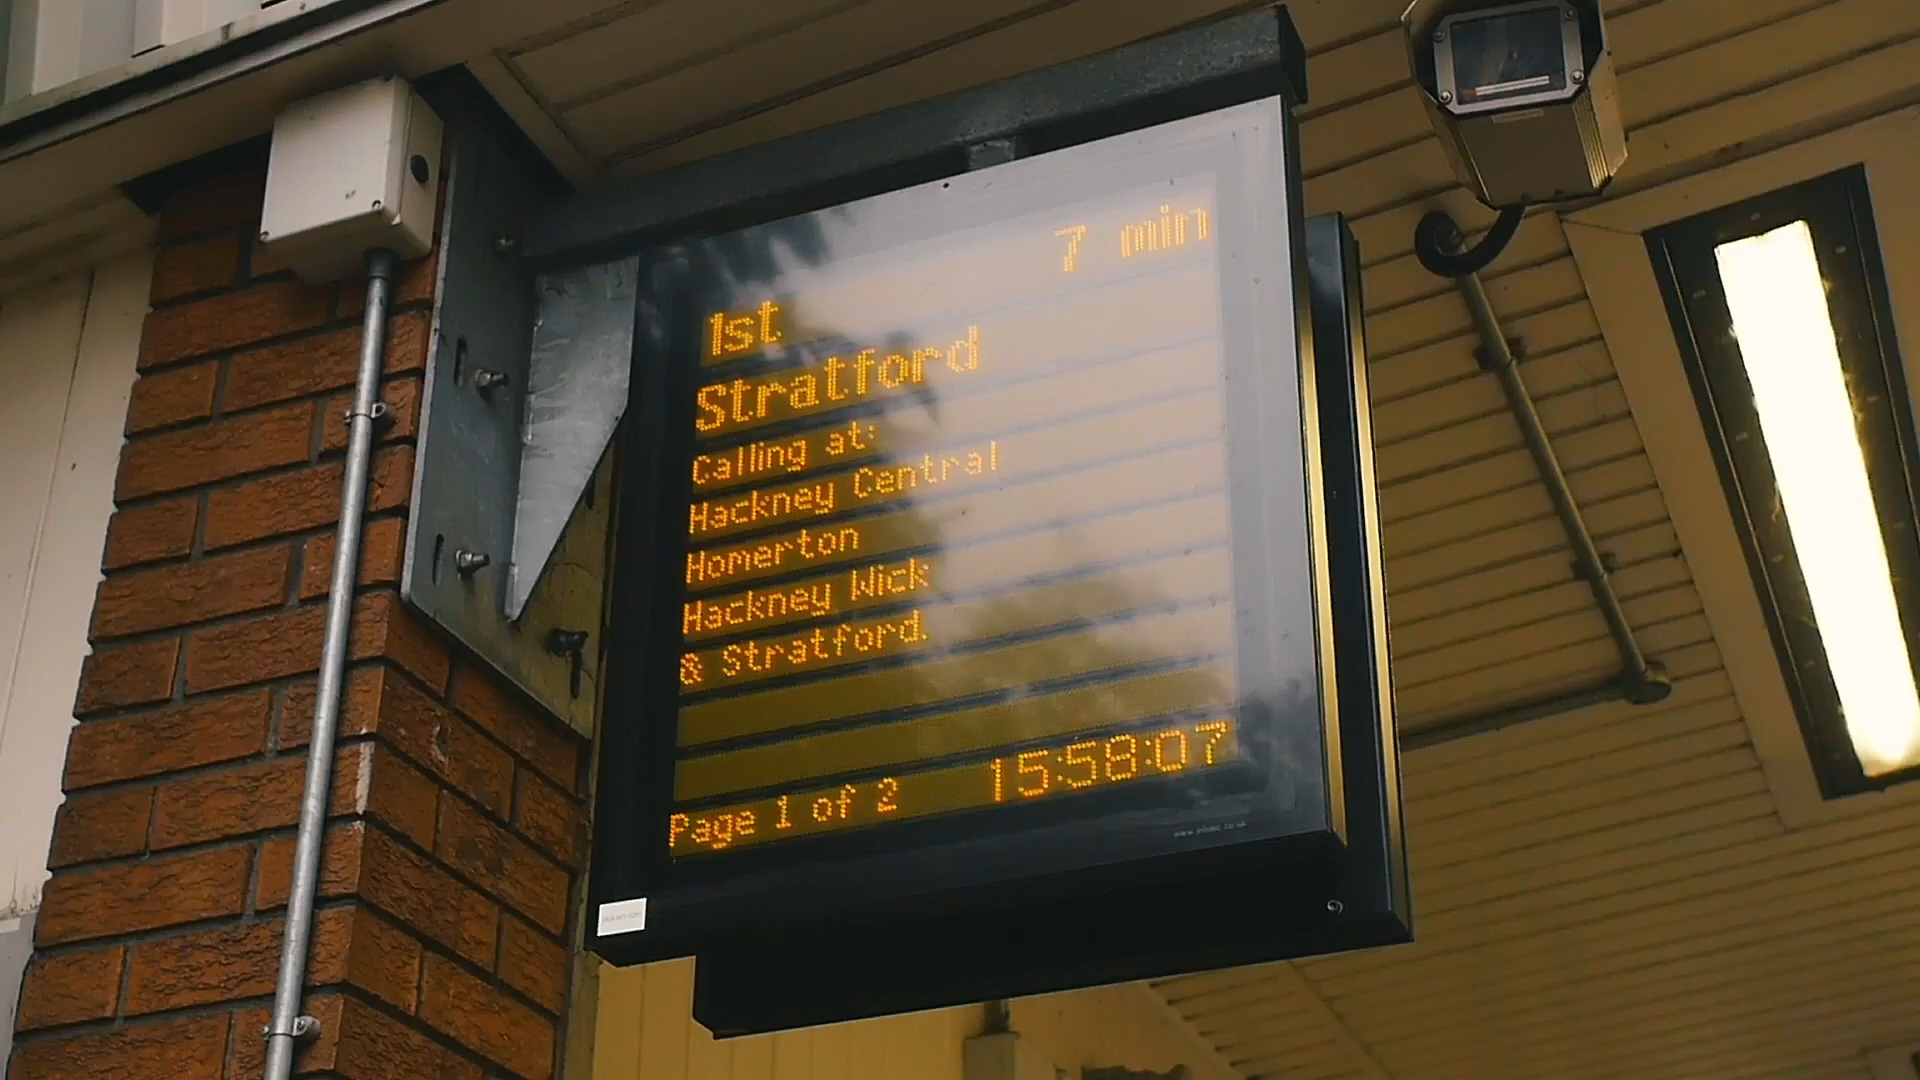 7 min
1st
Stratford
Calling at:
Hackney Central
Homerton
Hackney Wick
& Stratford.
Page 1 of 2 15:58:07